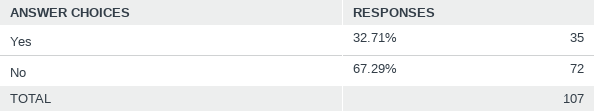 ANSWER CHOICES RESPONSES
Yes 32.71% 35
No 67.29% 72
TOTAL 107